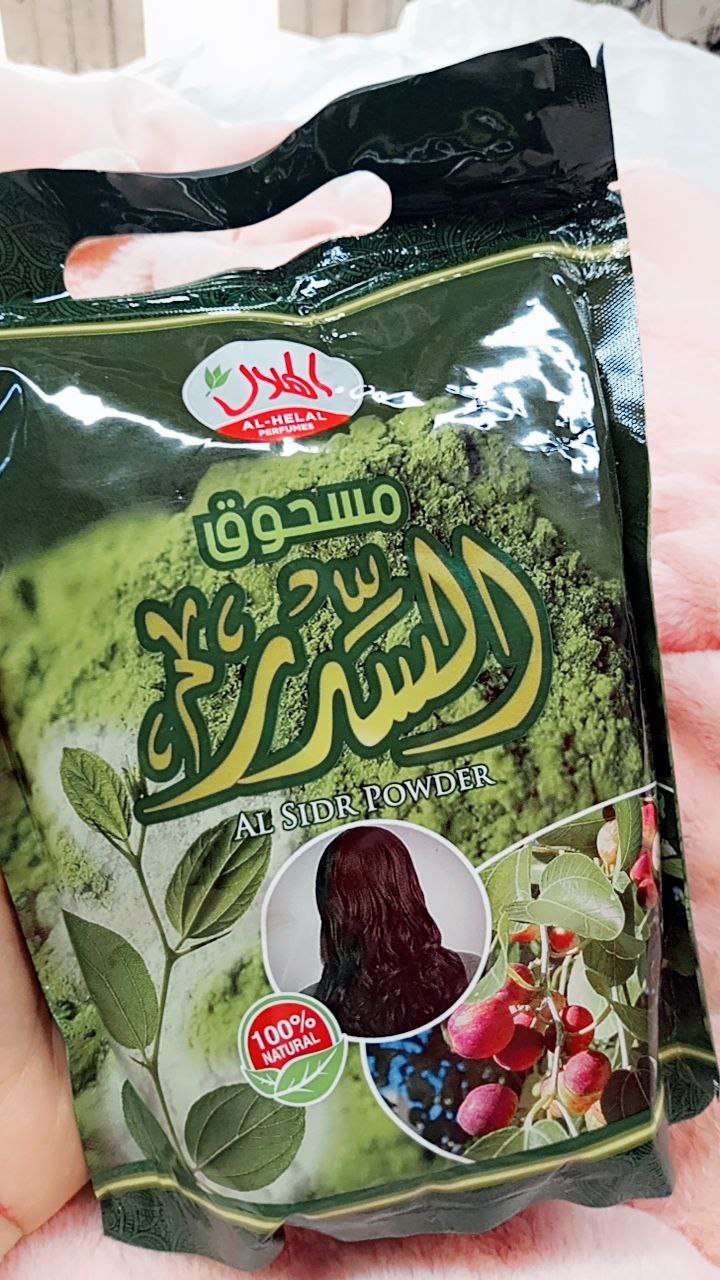 الهلال
AL-HELAL
PERFUMES
مسحوق
السدر
AL SIDR POWDER
100%
NATURAL